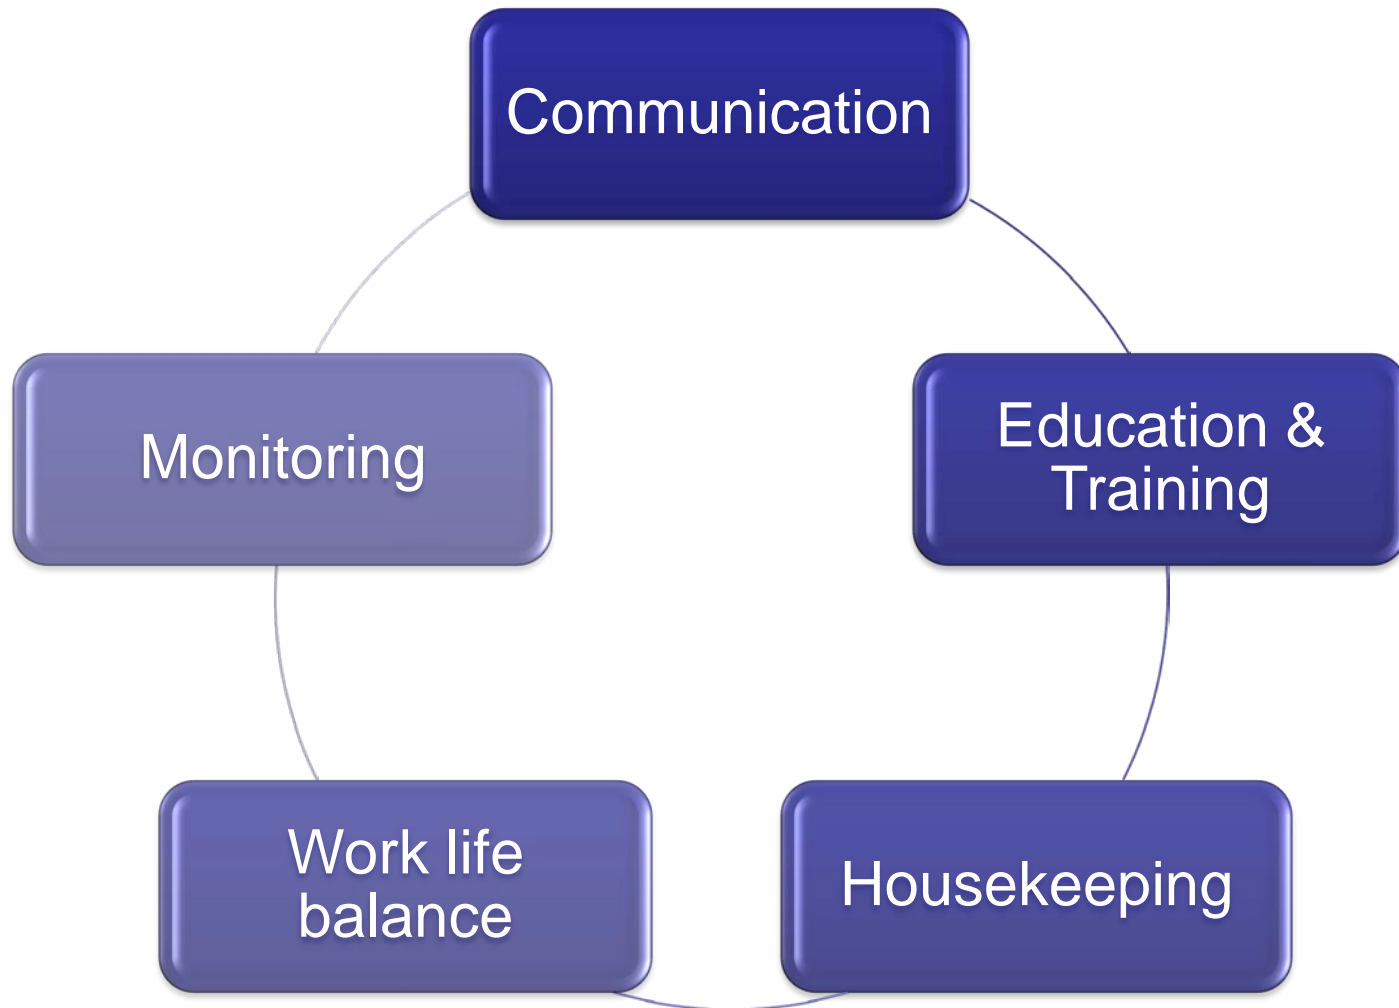 Communication
Education &
Training
Housekeeping
Work life
balance
Monitoring